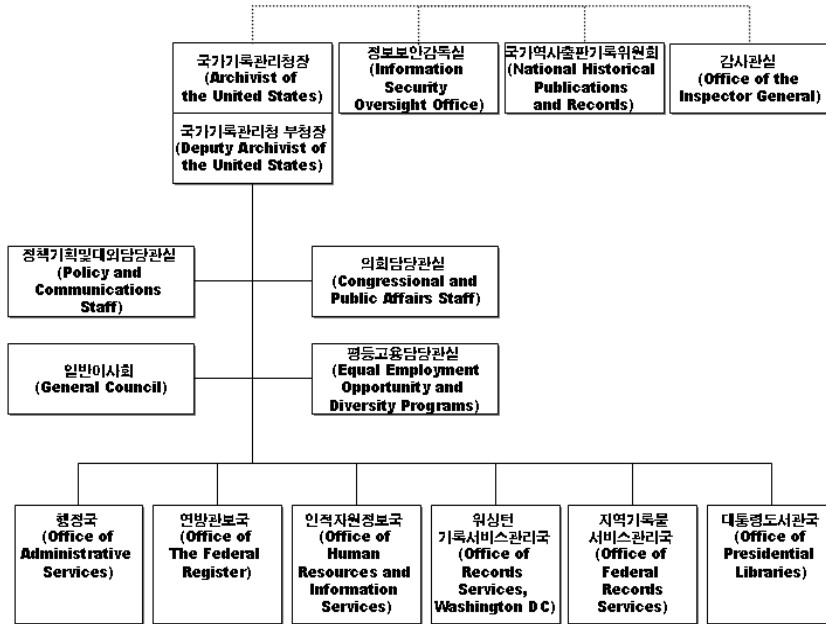 국가기록관리청장
(Archivist of
the United States)
정보보안감독실
(Information
Security
Oversight Office)
국가역사출판기록위원회
(National Historical
Publications
and Records)
감사관실
(Office of the
Inspector General)
국가기록관리청 부청장
(Deputy Archivist of
the United States)
정책기획및대외담당관실
(Policy and
Communications
Staff)
의회담당관실
(Congressional and
Public Affairs Staff)
일반이사회
(General Council)
평등고용담당관실
(Equal Employment
Opportunity and
Diversity Programs)
행정국
(Office of
Administrative
Services)
연방관보국
(Office of
The Federal
Register)
인적자원정보국
(Office of
Human
Resources and
Information
Services)
워싱턴
기록서비스관리국
(Office of
Records
Services,
Washington DC)
지역기록물
서비스관리국
(Office of
Federal
Records
Services)
대통령도서관국
(Office of
Presidential
Libraries)